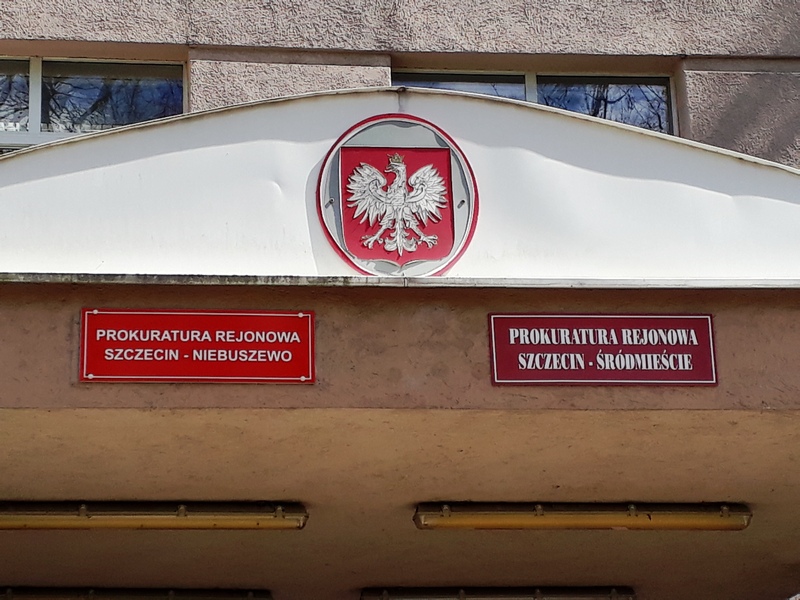 PROKURATURA REJONOWA
SZCZECIN - NIEBUSZEWO
PROKURATURA REJONOWA
SZCZECIN - ŚRÓDMIEŚCIE